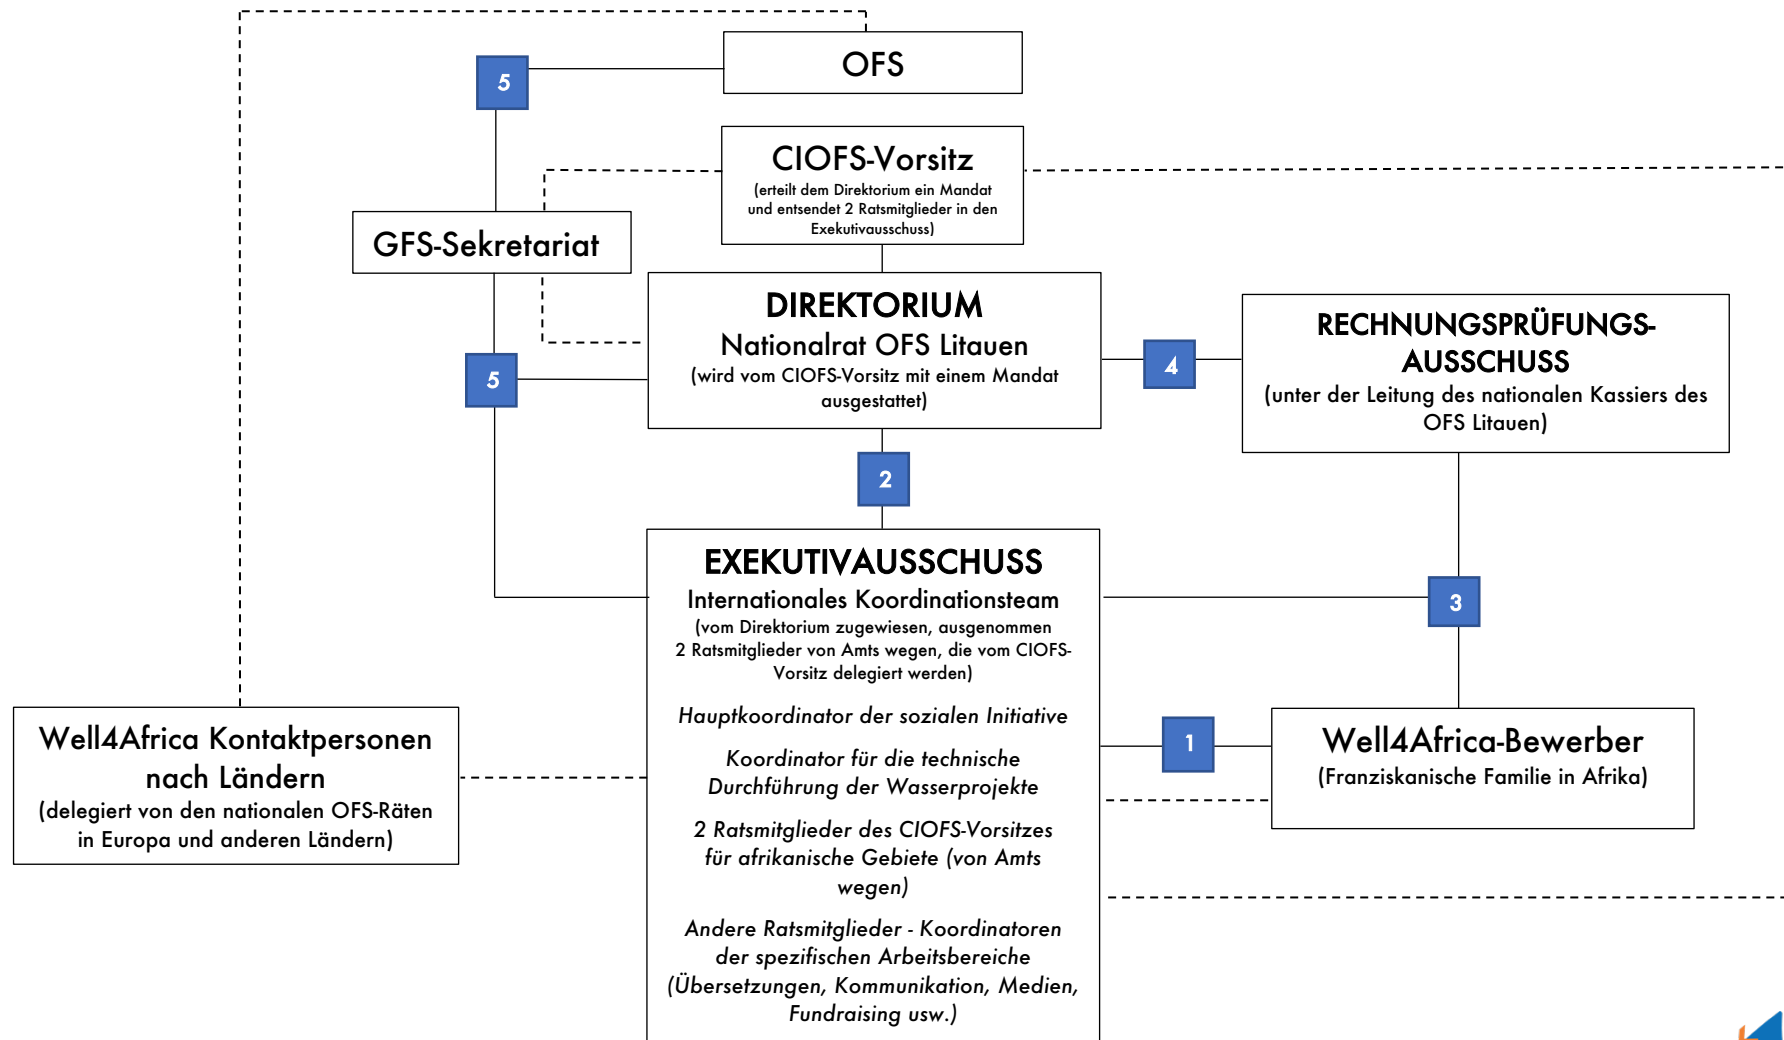 OFS
5
CIOFS-Vorsitz
(erteilt dem Direktorium ein Mandat
und entsendet 2 Ratsmitglieder in den
Exekutivausschuss)
GFS-Sekretariat
DIREKTORIUM
Nationalrat OFS Litauen
(wird vom CIOFS-Vorsitz mit einem Mandat
ausgestattet)
RECHNUNGSPRÜFUNGS-
AUSSCHUSS
(unter der Leitung des nationalen Kassiers des
OFS Litauen)
4
5
2
EXEKUTIVAUSSCHUSS
Internationales Koordinationsteam
(vom Direktorium zugewiesen, ausgenommen
2 Ratsmitglieder von Amts wegen, die vom CIOFS-
Vorsitz delegiert werden)
Hauptkoordinator der sozialen Initiative
Koordinator für die technische
Durchführung der Wasserprojekte
2 Ratsmitglieder des CIOFS-Vorsitzes
für afrikanische Gebiete (von Amts
wegen)
Andere Ratsmitglieder - Koordinatoren
der spezifischen Arbeitsbereiche
(Übersetzungen, Kommunikation, Medien,
Fundraising usw.)
3
1
Well4Africa Kontaktpersonen
nach Ländern
(delegiert von den nationalen OFS-Räten
in Europa und anderen Ländern)
Well4Africa-Bewerber
(Franziskanische Familie in Afrika)